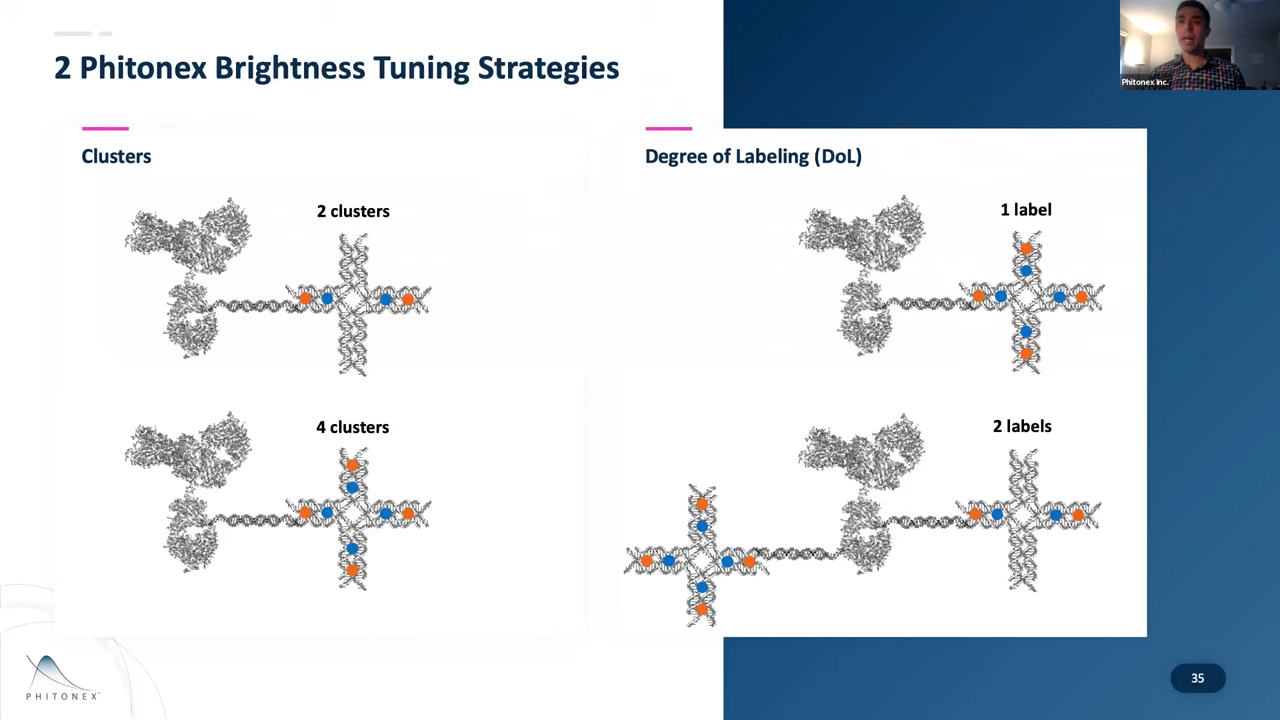 2 Phitonex Brightness Tuning Strategies
Phitonex Inc.
Clusters
2 clusters
4 clusters
Degree of Labeling (DoL)
1 label
2 labels
PHITONEX
35